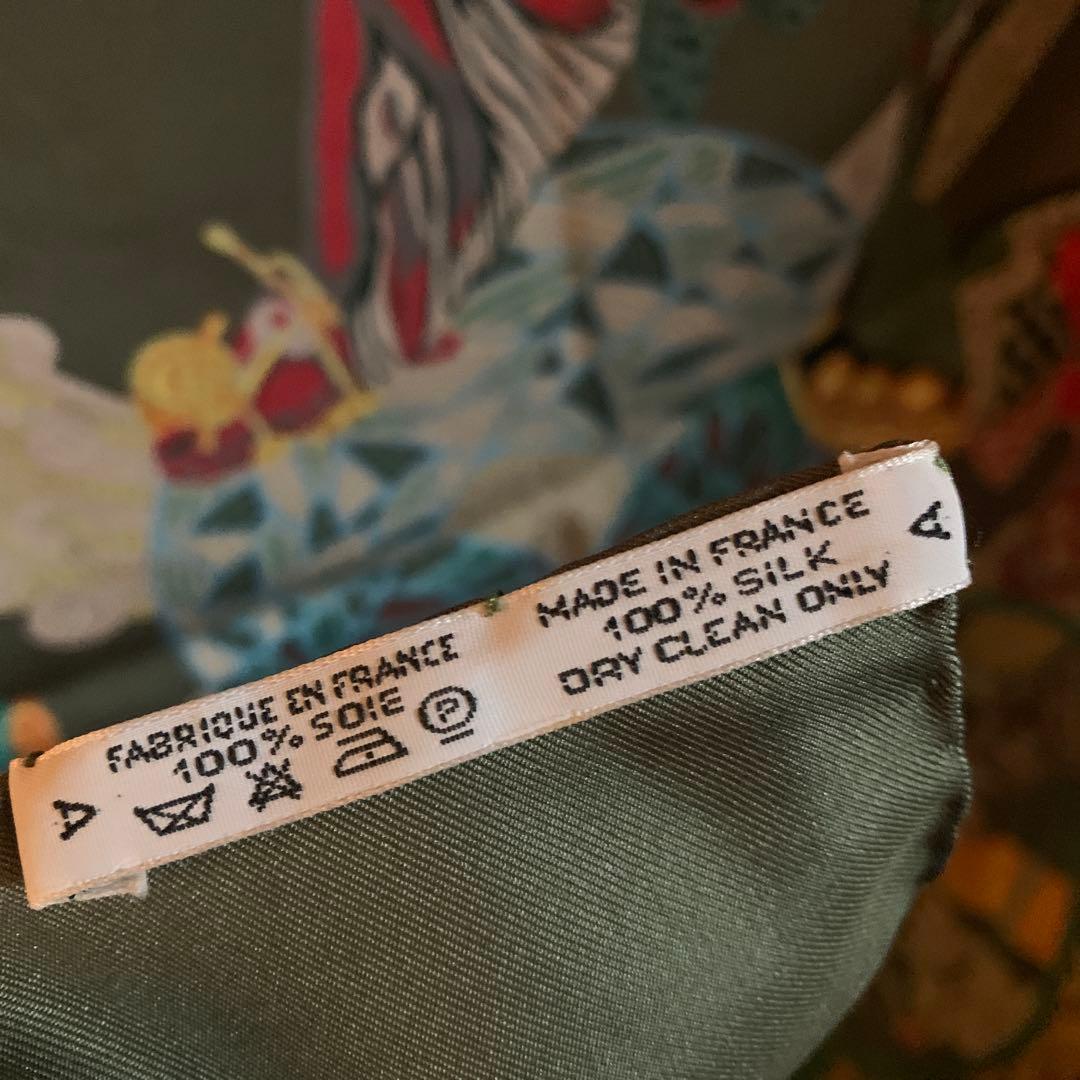 FABRIQUE EN FRANCE
100% SOIE
P
A
MADE IN FRANCE
100% SILK
DRY CLEAN ONLY
A